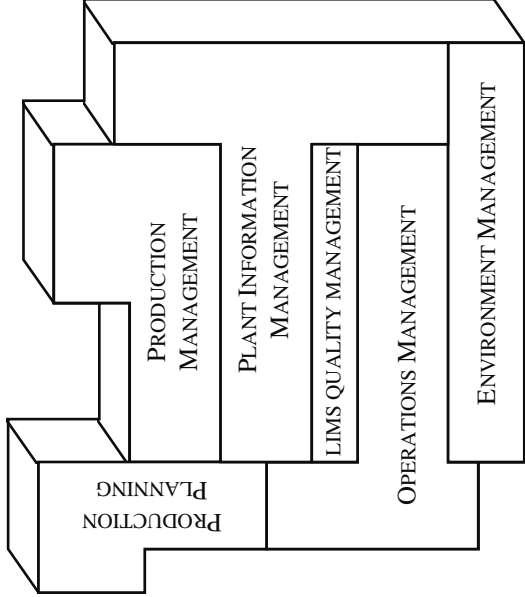 PRODUCTION
PLANNING
PRODUCTION
MANAGEMENT
PLANT INFORMATION
MANAGEMENT
LIMS QUALITY MANAGEMENT
OPERATIONS MANAGEMENT
ENVIRONMENT MANAGEMENT